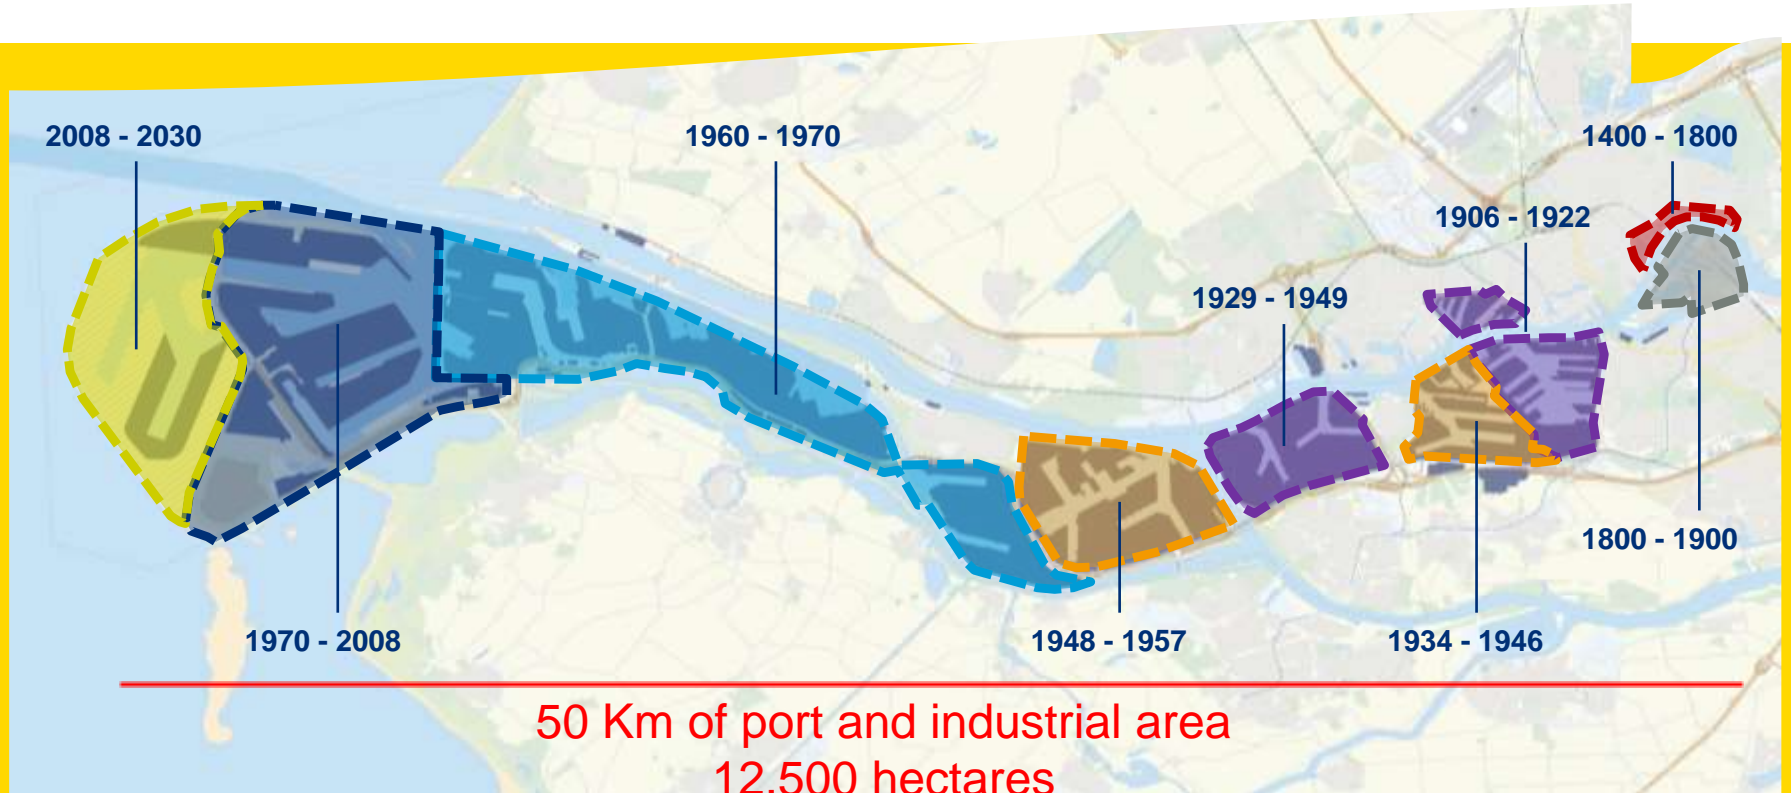 2008 - 2030
1960 - 1970
1400 - 1800
1906 - 1922
1929 - 1949
1800 - 1900
1970 - 2008
1948 - 1957
1934 - 1946
50 Km of port and industrial area
12.500 hectares